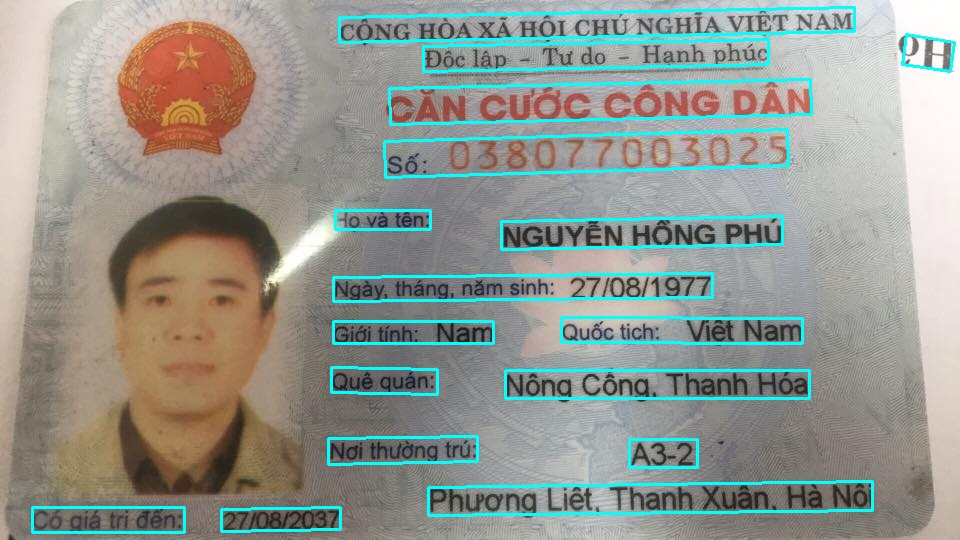 CỘNG HÒA XÃ HỘI CHỦ NGHĨA VIỆT NAM
Độc lập - Tự do - Hạnh phúc
CĂN CƯỚC CÔNG DÂN
Số: 038077003025
Họ và tên:
NGUYỄN HỒNG PHÚ
Ngày, tháng, năm sinh: 27/08/1977
Giới tính: Nam Quốc tịch: Việt Nam
Quê quán: Nông Cống, Thanh Hóa
Nơi thường trú: A3-2
Phương Liệt, Thanh Xuân, Hà Nội
Có giá trị đến: 27/08/2037